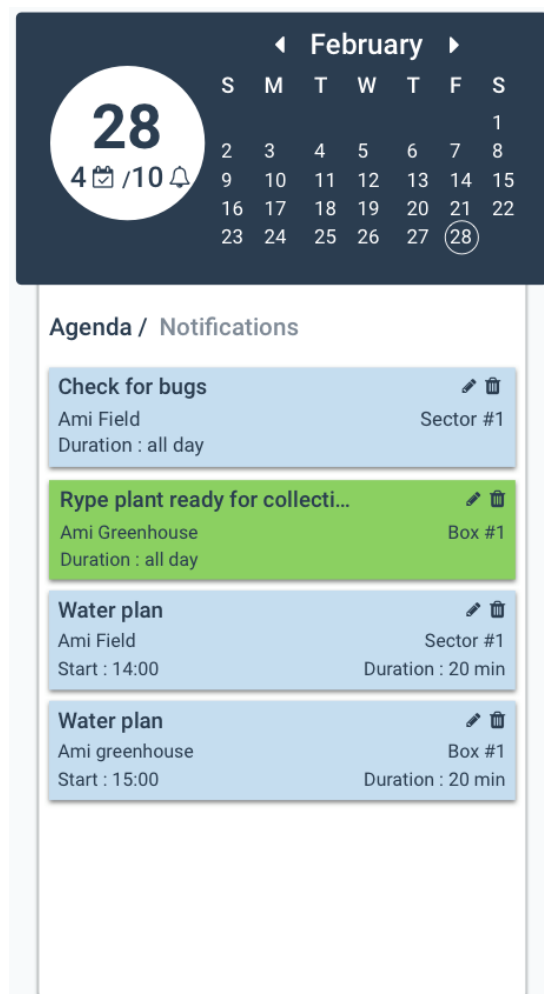 February
S M T W T F S
1
28
2 3 4 5 6 7 8
4 /10
9 10 11 12 13 14 15
16 17 18 19 20 21 22
23 24 25 26 27 28
Agenda / Notifications
Check for bugs
Ami Field Sector #1
Duration : all day
Rype plant ready for collecti...
Ami Greenhouse Box #1
Duration : all day
Water plan
Ami Field Sector #1
Start : 14:00 Duration : 20 min
Water plan
Ami greenhouse Box #1
Start : 15:00 Duration : 20 min